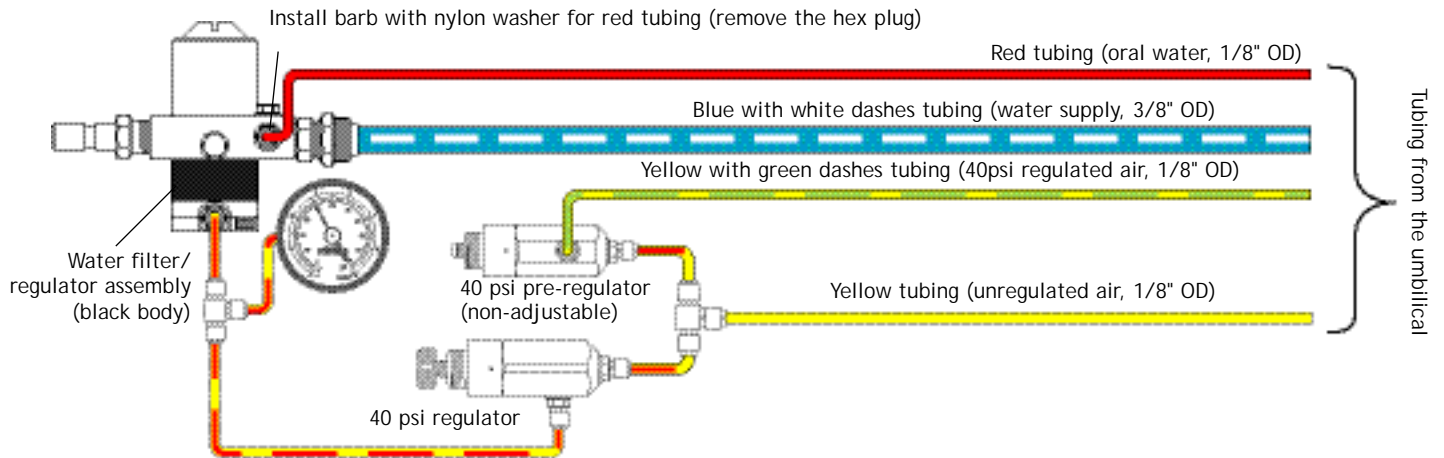 Install barb with nylon washer for red tubing (remove the hex plug)
Red tubing (oral water, 1/8" OD)
Blue with white dashes tubing (water supply, 3/8" OD)
Yellow with green dashes tubing (40psi regulated air, 1/8" OD)
Water filter/
regulator assembly
(black body)
40 psi pre-regulator
(non-adjustable)
Yellow tubing (unregulated air, 1/8" OD)
40 psi regulator
Tubing from the umbilical